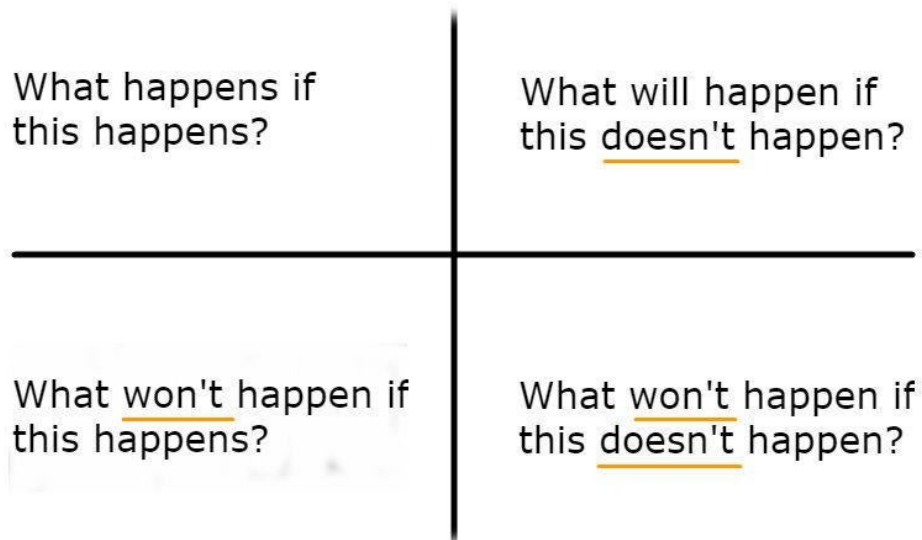 What happens if
this happens?
What will happen if
this doesn't happen?
What won't happen if
this happens?
What won't happen if
this doesn't happen?